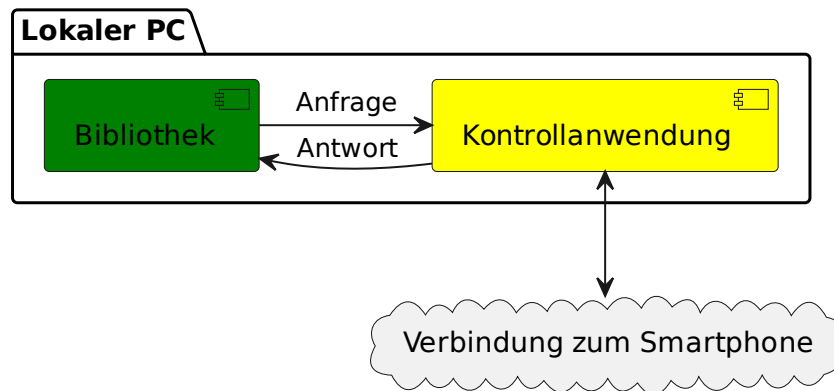 Lokaler PC
Anfrage
Bibliothek
Kontrollanwendung
Antwort
Verbindung zum Smartphone